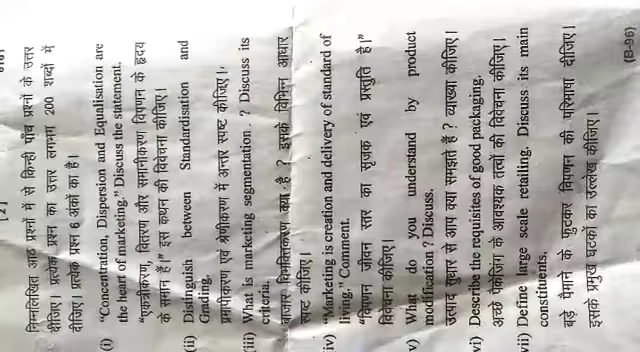 [ 2 ]
निम्नलिखित आठ प्रश्नों में से किन्हीं पाँच प्रश्नों के उत्तर
दीजिए। प्रत्येक प्रश्न का उत्तर लगभग 200 शब्दों में
दीजिए। प्रत्येक प्रश्न 6 अंकों का है।
(i) "Concentration, Dispersion and Equalisation are
the heart of marketing." Discuss the statement.
"एकत्रीकरण, वितरण और समानीकरण विपणन के हृदय
के समान हैं।" इस कथन की विवेचना कीजिए।
(ii) Distinguish between Standardisation and
Grading.
प्रमापीकरण एवं श्रेणीकरण में अन्तर स्पष्ट कीजिए।
(iii) What is marketing segmentation ? Discuss its
criteria.
बाजार विभक्तिकरण क्या है ? इसके विभिन्न आधार
स्पष्ट कीजिए।
iv) "Marketing is creation and delivery of standard of
living." Comment.
"विपणन जीवन स्तर का सृजक एवं प्रस्तुति है।"
विवेचना कीजिए।
v) What do you understand by product
modification ? Discuss.
उत्पाद सुधार से आप क्या समझते हैं ? व्याख्या कीजिए।
vi) Describe the requisites of good packaging.
अच्छे पैकेजिंग के आवश्यक तत्वों की विवेचना कीजिए।
vii) Define large scale retailing. Discuss its main
constituents.
बड़े पैमाने के फुटकर विपणन की परिभाषा दीजिए।
इसके प्रमुख घटकों का उल्लेख कीजिए।
(B-96)